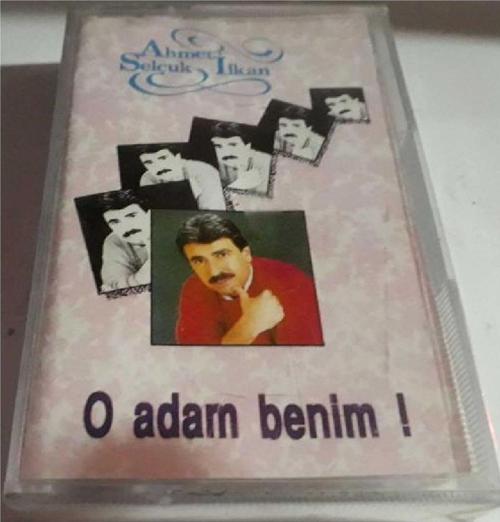 Ahmet
Selçuk İlkan
O adam benim !